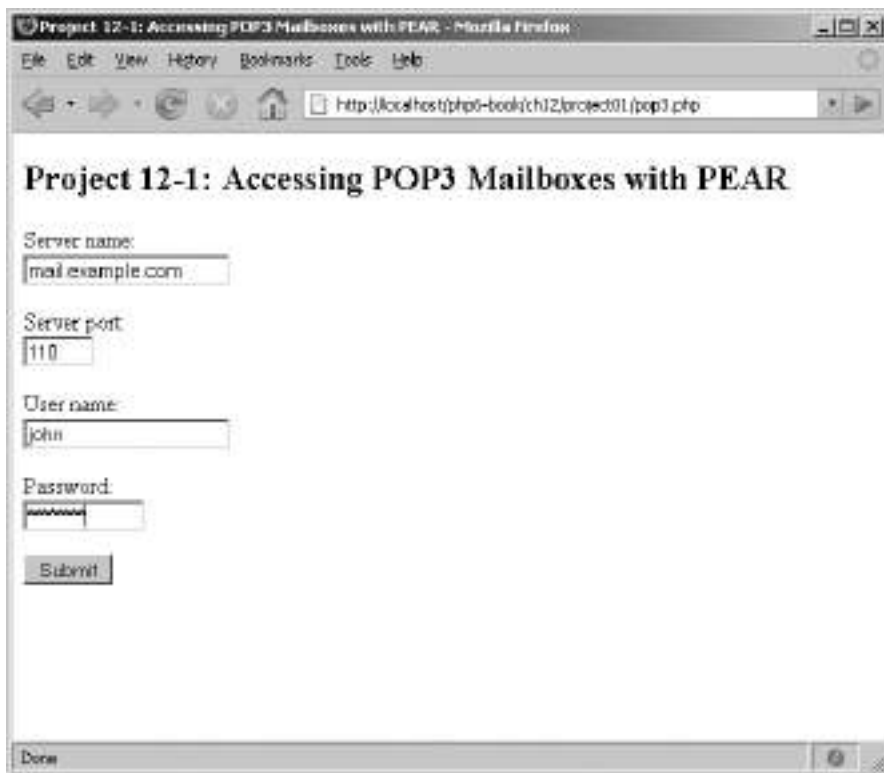 Project 12-1: Accessing POP3 Mailboxes with PEAR - Mozilla Firefox
File Edit View History Bookmarks Tools Help
http://localhost/php6-book/ch12/project01/pop3.php
Project 12-1: Accessing POP3 Mailboxes with PEAR
Server name:
mail.example.com
Server port:
110
User name:
john
Password:
Submit
Done